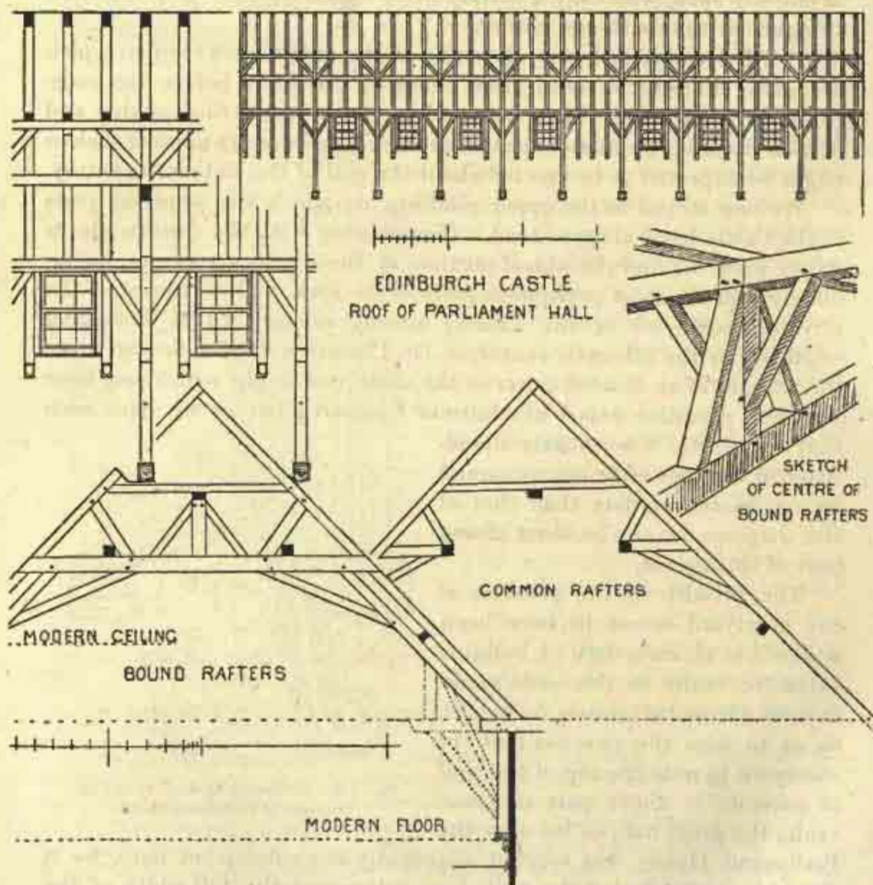 EDINBURGH CASTLE
ROOF OF PARLIAMENT HALL
SKETCH
OF CENTRE OF
BOUND RAFTERS
COMMON RAFTERS
MODERN CEILING
BOUND RAFTERS
MODERN FLOOR